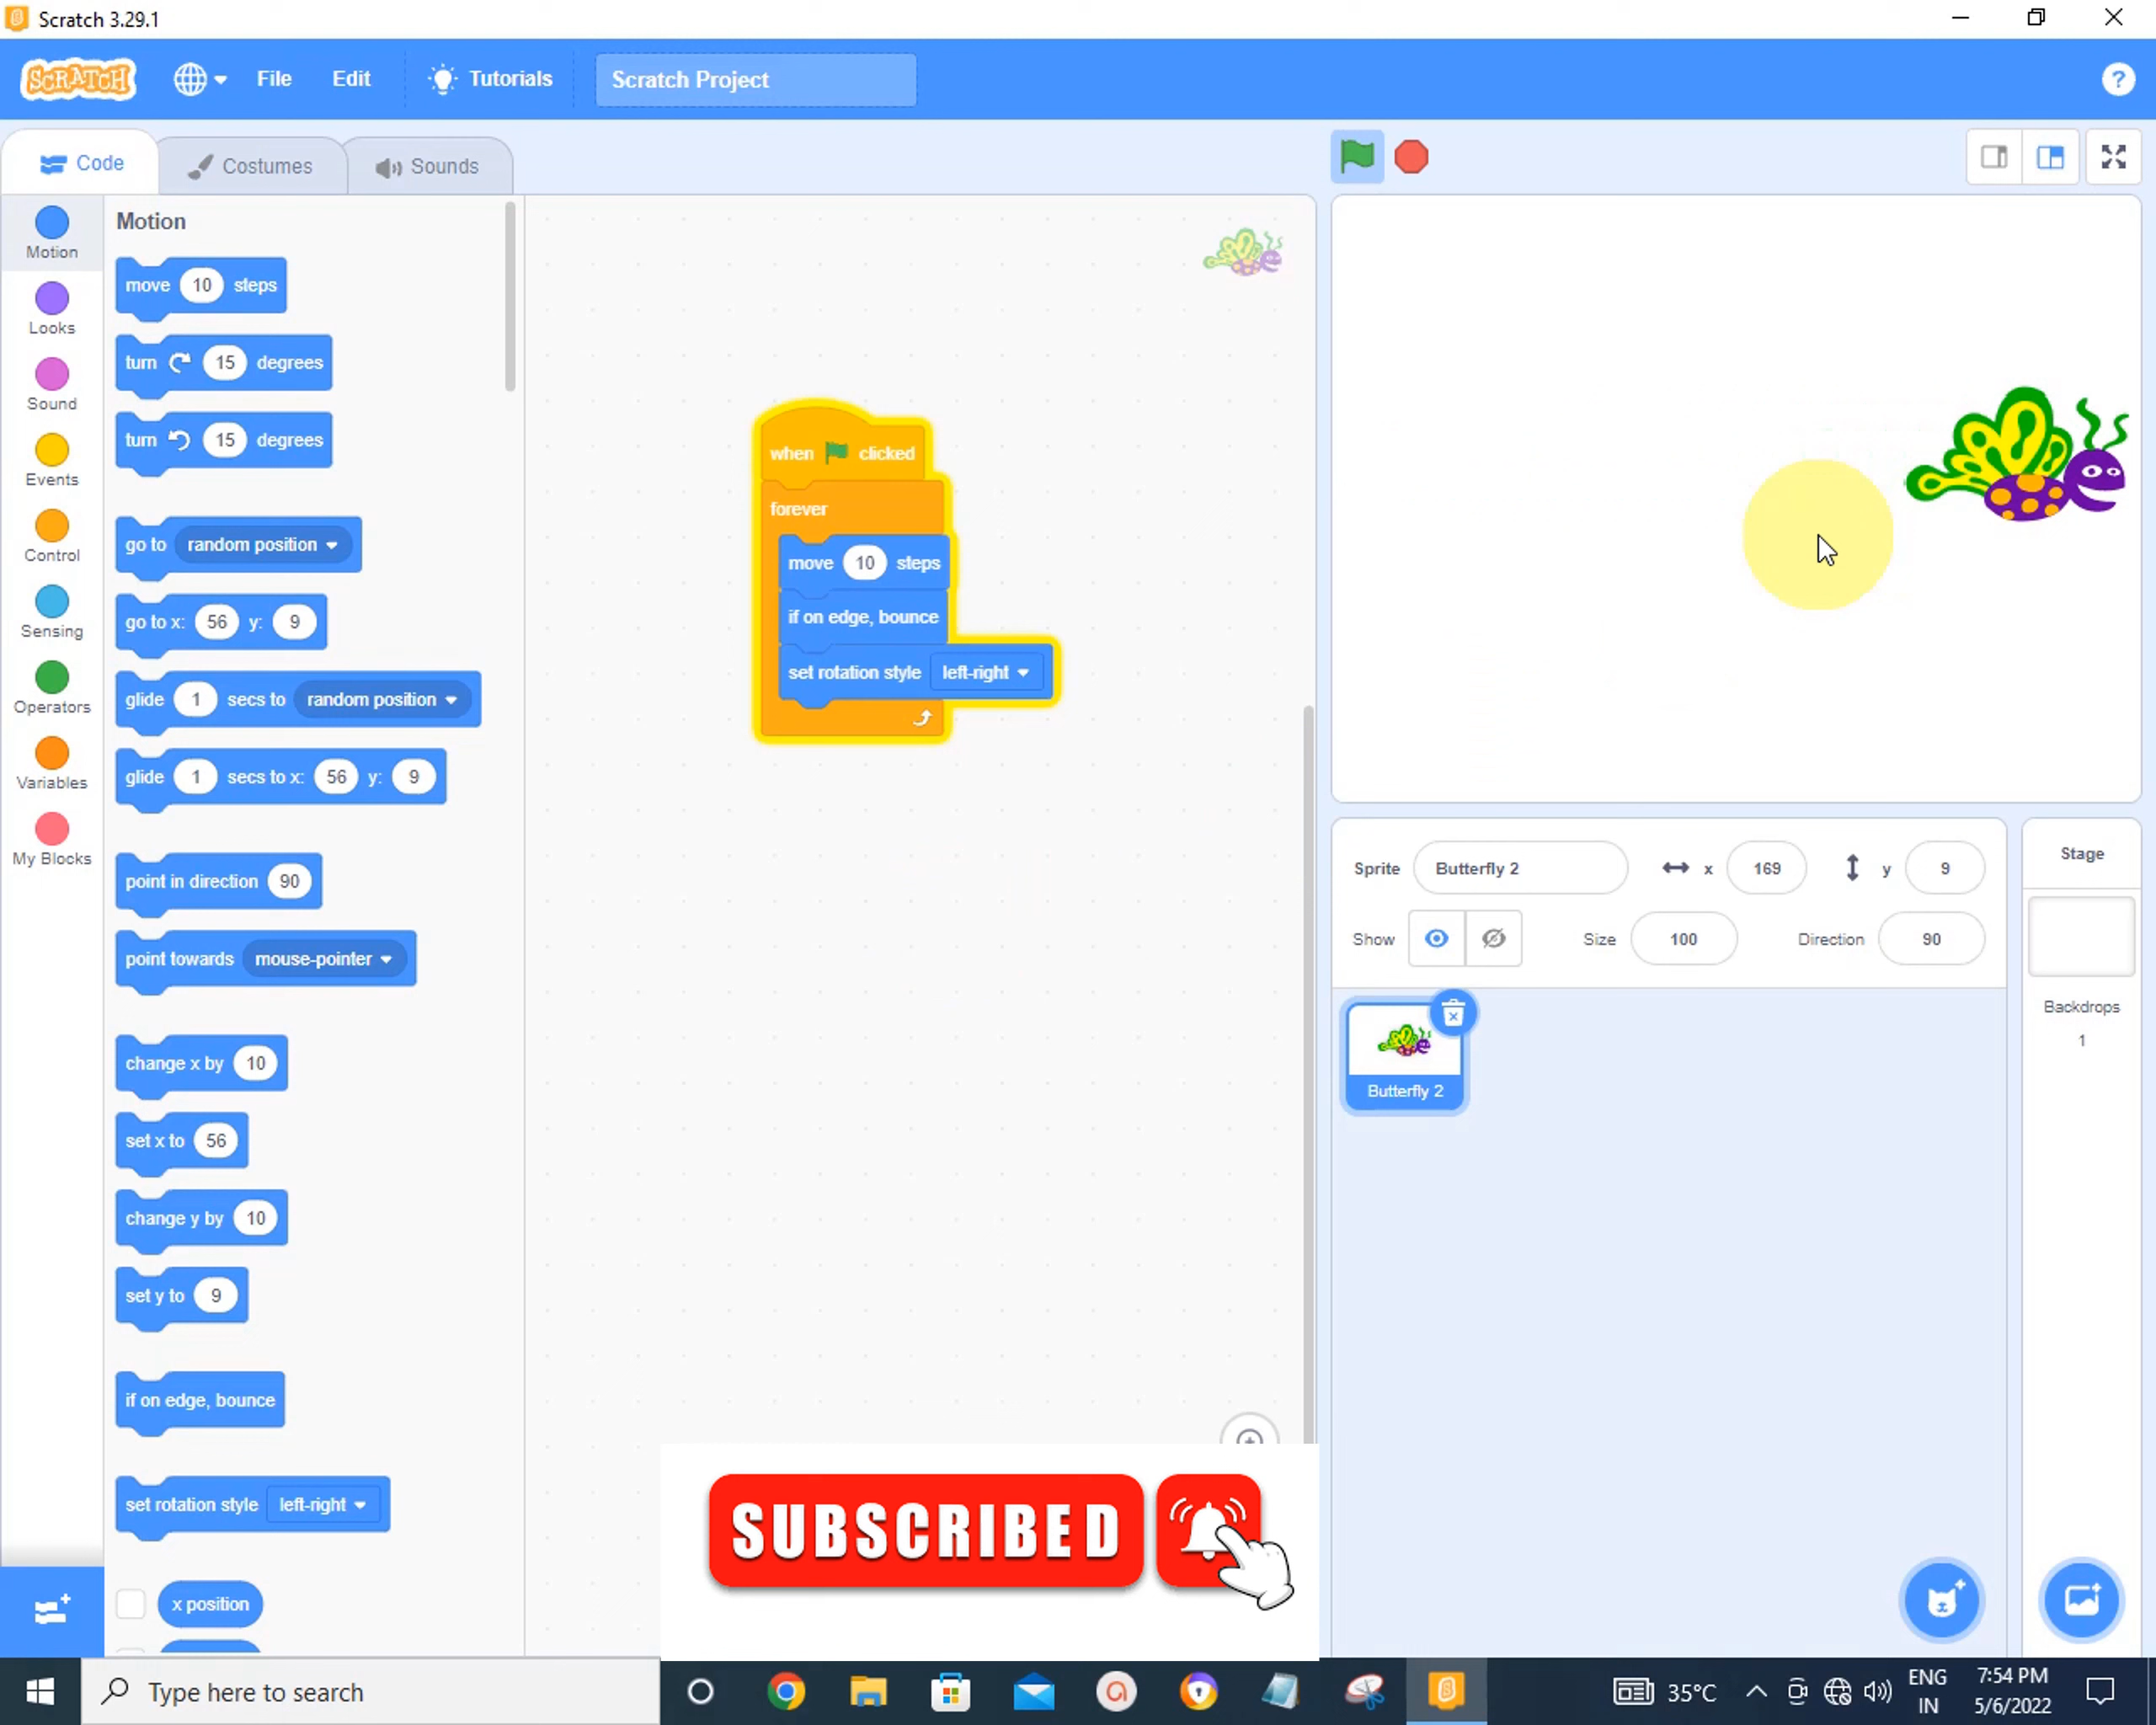 Scratch 3.29.1
SCRATCH File Edit Tutorials Scratch Project ?
Code Costumes Sounds
Motion
Looks
Sound
Events
Control
Sensing
Operators
Variables
My Blocks
Motion
move 10 steps
turn 15 degrees
turn 15 degrees
go to random position
go to x: 56 y: 9
glide 1 secs to random position
glide 1 secs to x: 56 y: 9
point in direction 90
point towards mouse-pointer
change x by 10
set x to 56
change y by 10
set y to 9
if on edge, bounce
set rotation style left-right
x position
when clicked
forever
move 10 steps
if on edge, bounce
set rotation style left-right
SUBSCRIBED
Sprite Butterfly 2 x 169 y 9
Show Size 100 Direction 90
Butterfly 2
Stage
Backdrops
1
Type here to search
35°C
ENG
IN
7:54 PM
5/6/2022